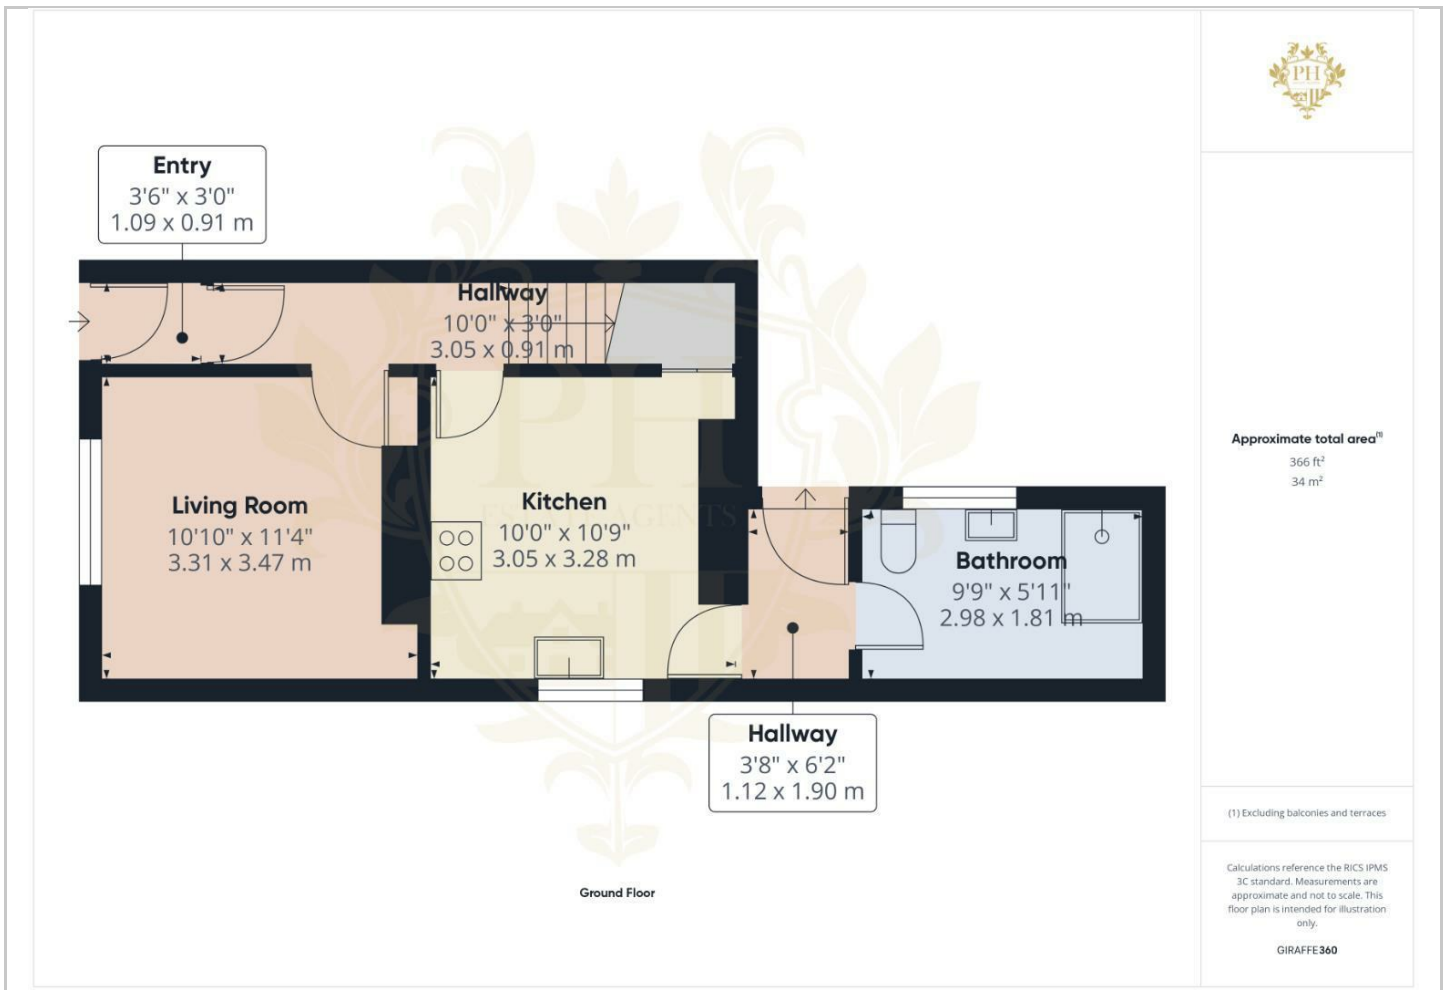 PH
Entry
3'6" x 3'0"
1.09 x 0.91 m
Hallway
10'0" x 3'0"
3.05 x 0.91 m
Living Room
10'10" x 11'4"
3.31 x 3.47 m
Kitchen
10'0" x 10'9"
3.05 x 3.28 m
Bathroom
9'9" x 5'11"
2.98 x 1.81 m
Hallway
3'8" x 6'2"
1.12 x 1.90 m
PH
ESTATE AGENTS
Ground Floor
Approximate total area(1)
366 ft²
34 m²
(1) Excluding balconies and terraces
Calculations reference the RICS IPMS
3C standard. Measurements are
approximate and not to scale. This
floor plan is intended for illustration
only.
GIRAFFE360